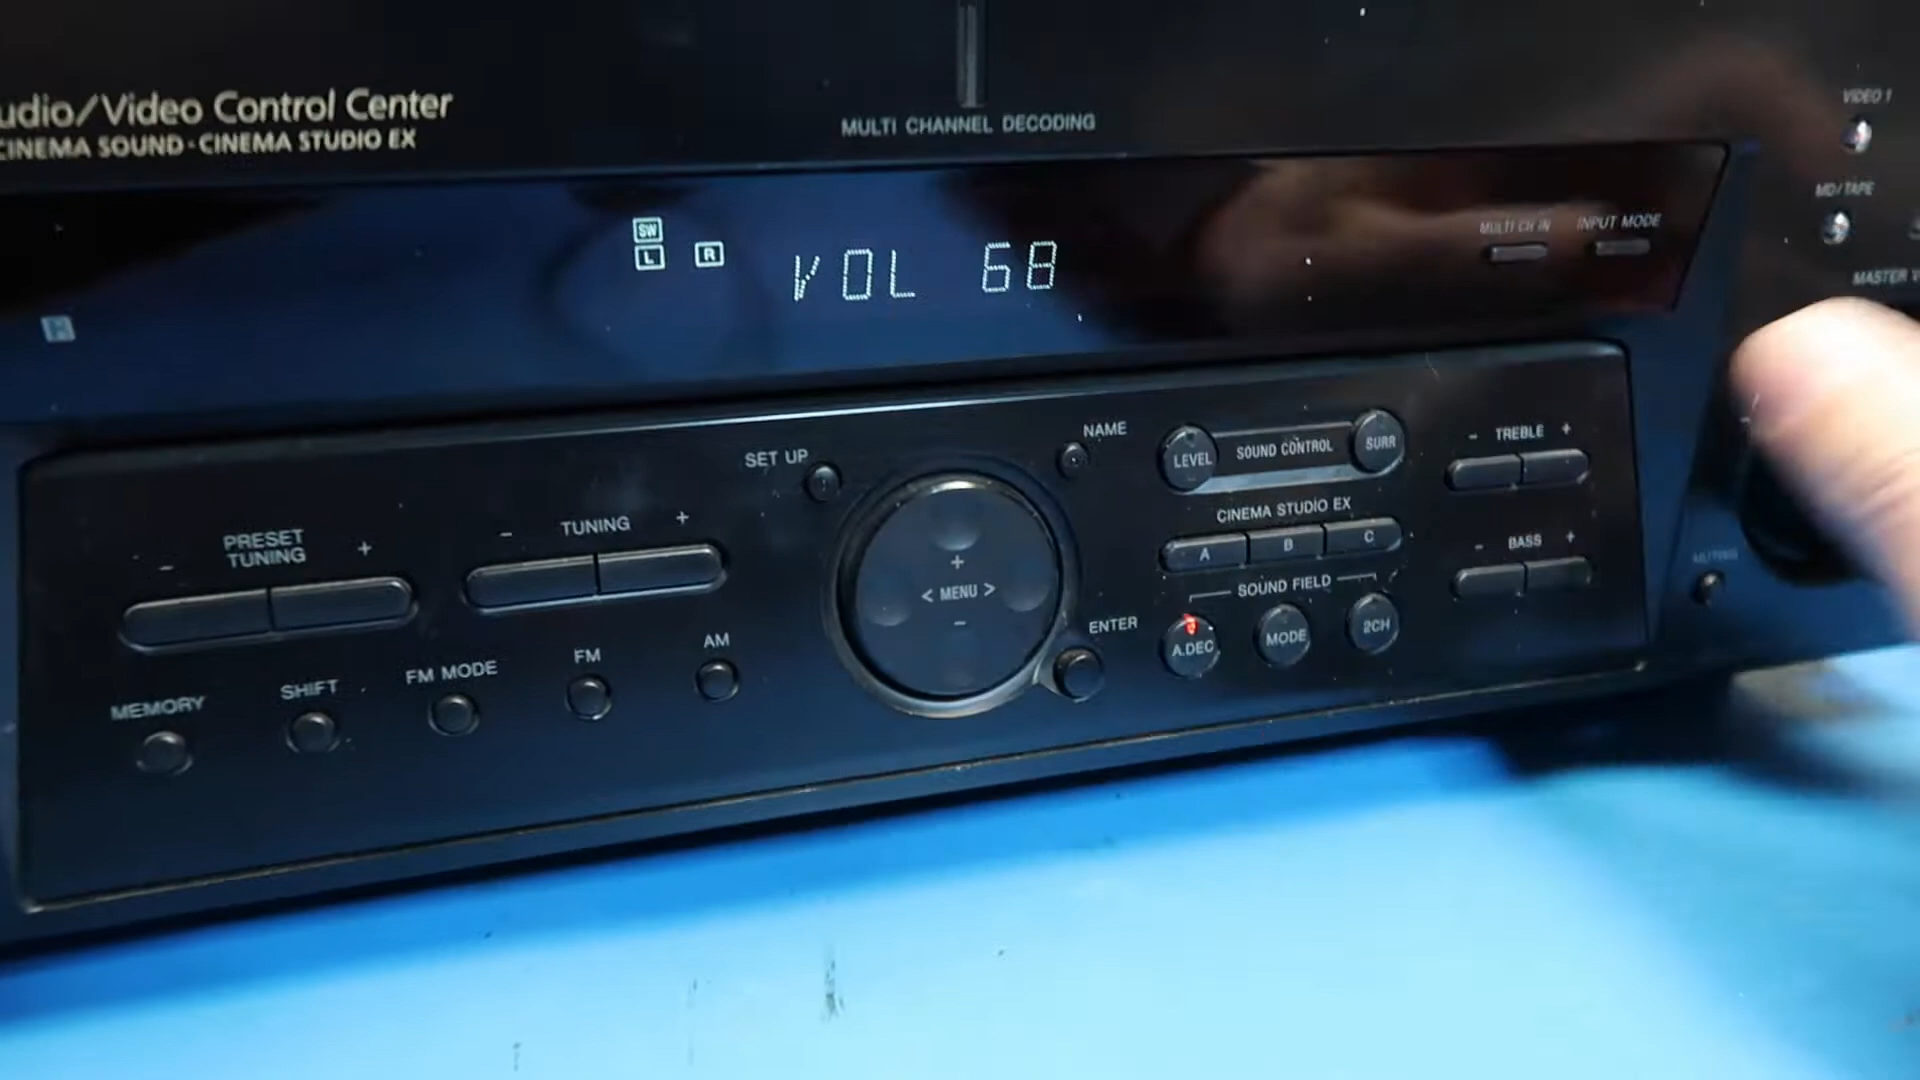 udio/Video Control Center
CINEMA SOUND · CINEMA STUDIO EX
MULTI CHANNEL DECODING
VIDEO 1
MD/TAPE
MASTER V
MULTI CH IN
INPUT MODE
SW
L
R
VOL 68
H
SET UP
NAME
LEVEL
SOUND CONTROL
SURR
- TREBLE +
CINEMA STUDIO EX
A
B
C
- BASS +
MUTING
SOUND FIELD
A.DEC
MODE
2CH
ENTER
+
< MENU >
-
- PRESET TUNING +
- TUNING +
MEMORY
SHIFT
FM MODE
FM
AM